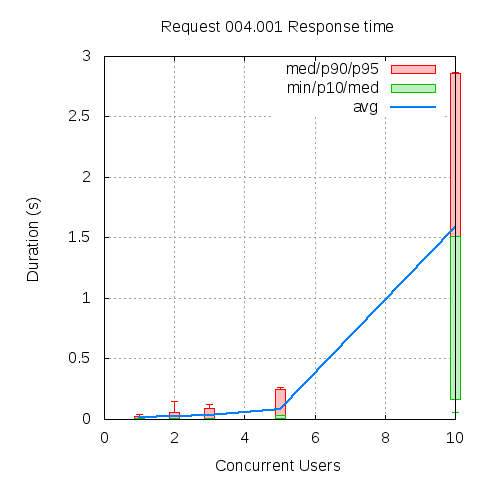 Request 004.001 Response time
3
2.5
2
1.5
1
0.5
0
Duration (s)
med/p90/p95
min/p10/med
avg
0 2 4 6 8 10
Concurrent Users